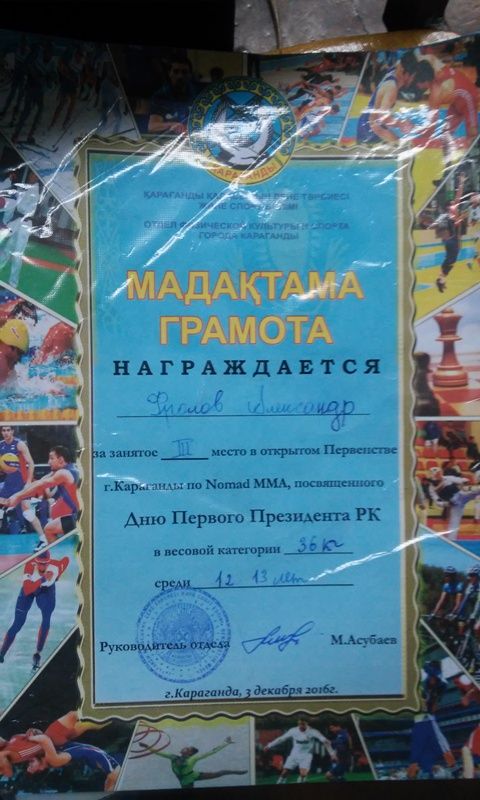 ҚАРАҒАНДЫ
ҚАРАҒАНДЫ ҚАЛАСЫНЫҢ ДЕНЕ ТӘРБИЕСІ
ЖӘНЕ СПОРТ БӨЛІМІ
ОТДЕЛ ФИЗИЧЕСКОЙ КУЛЬТУРЫ И СПОРТА
ГОРОДА КАРАГАНДЫ
МАДАҚТАМА
ГРАМОТА
НАГРАЖДАЕТСЯ
Александр
за занятое III место в открытом Первенстве
г.Караганды по Nomad MMA, посвященного
Дню Первого Президента РК
в весовой категории 36 кг
среди 12 13 лет
Руководитель отдела М.Асубаев
г.Караганда, 3 декабря 2016г.